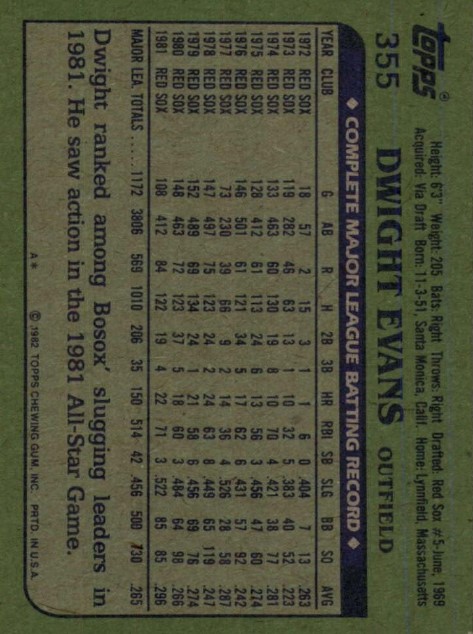 topps®
Height: 6'3" Weight: 205 Bats: Right Throws: Right Drafted: Red Sox #5-June, 1969
Acquired: Via Draft Born: 11-3-51, Santa Monica, Calif. Home: Lynnfield, Massachusetts
355 DWIGHT EVANS OUTFIELD
◆ COMPLETE MAJOR LEAGUE BATTING RECORD ◆
YEAR CLUB G AB R H 2B 3B HR RBI SB SLG BB SO AVG
1972 RED SOX 18 57 2 15 3 1 1 6 0 .404 7 13 .263
1973 RED SOX 119 282 46 63 13 1 10 32 5 .383 40 52 .223
1974 RED SOX 133 463 60 130 19 8 10 70 4 .421 38 77 .281
1975 RED SOX 128 412 61 113 24 6 13 56 3 .456 47 60 .274
1976 RED SOX 146 501 61 121 34 5 17 62 6 .431 57 92 .242
1977 RED SOX 73 230 39 66 9 2 14 36 4 .526 28 58 .287
1978 RED SOX 147 497 75 123 24 2 24 63 8 .449 65 119 .247
1979 RED SOX 152 489 69 134 24 1 21 58 6 .456 69 76 .274
1980 RED SOX 148 463 72 123 37 5 18 60 3 .484 64 98 .266
1981 RED SOX 108 412 84 122 19 4 22 71 3 .522 85 85 .296
MAJOR LEA. TOTALS ..... 1172 3806 569 1010 206 35 150 514 42 .456 500 730 .265
Dwight ranked among Bosox' slugging leaders in
1981. He saw action in the 1981 All-Star Game.
A* © 1982 TOPPS CHEWING GUM, INC. PRTD. IN U.S.A.